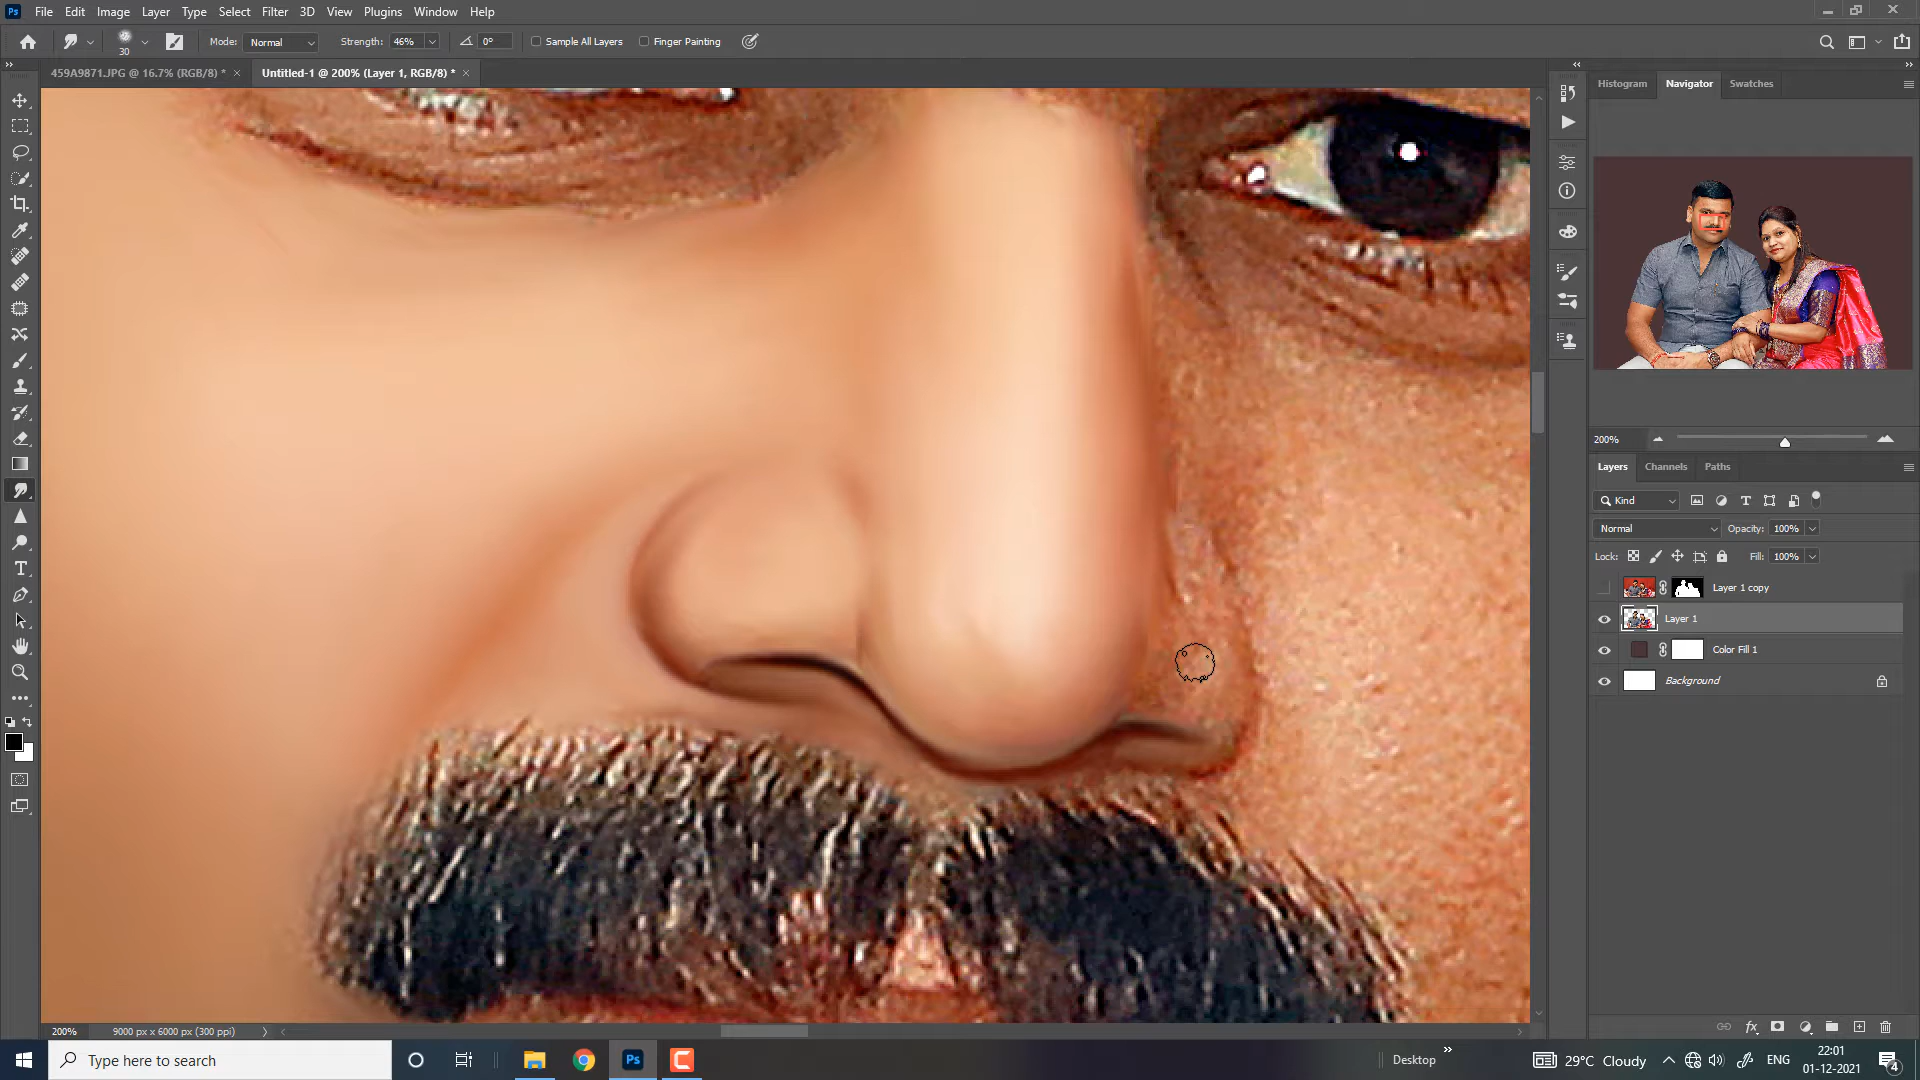 Ps File Edit Image Layer Type Select Filter 3D View Plugins Window Help
30 Mode: Normal Strength: 46% 0° Sample All Layers Finger Painting
459A9871.JPG @ 16.7% (RGB/8) * × Untitled-1 @ 200% (Layer 1, RGB/8) * ×
Histogram Navigator Swatches
200%
Layers Channels Paths
Kind
Normal Opacity: 100%
Lock: Fill: 100%
Layer 1 copy
Layer 1
Color Fill 1
Background
200% 9000 px x 6000 px (300 ppi)
Type here to search
Ps
Desktop
29°C Cloudy
ENG
22:01
01-12-2021
4